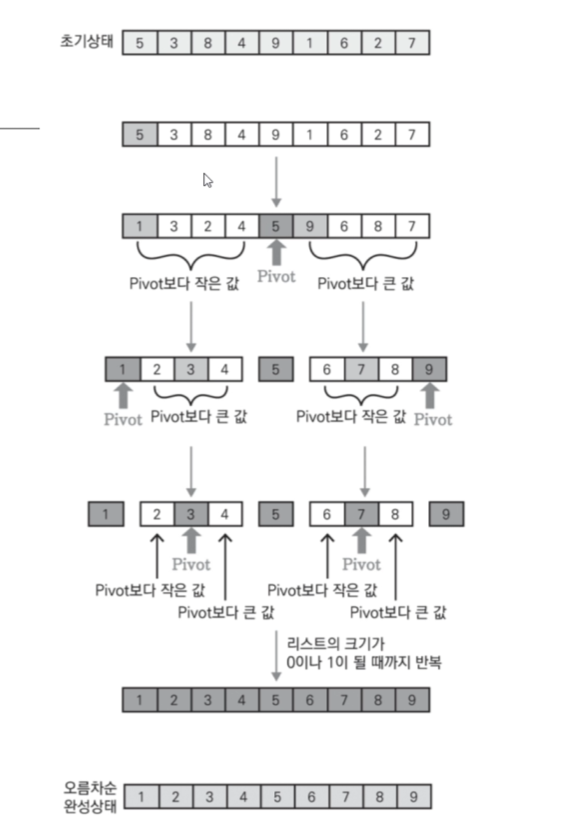 초기상태 5 3 8 4 9 1 6 2 7
5 3 8 4 9 1 6 2 7
1 3 2 4 5 9 6 8 7
Pivot보다 작은 값 Pivot Pivot보다 큰 값
1 2 3 4 5 6 7 8 9
Pivot Pivot보다 큰 값 Pivot보다 작은 값 Pivot
1 2 3 4 5 6 7 8 9
Pivot Pivot
Pivot보다 작은 값 Pivot보다 작은 값
Pivot보다 큰 값 Pivot보다 큰 값
리스트의 크기가
0이나 1이 될 때까지 반복
1 2 3 4 5 6 7 8 9
오름차순
완성상태 1 2 3 4 5 6 7 8 9